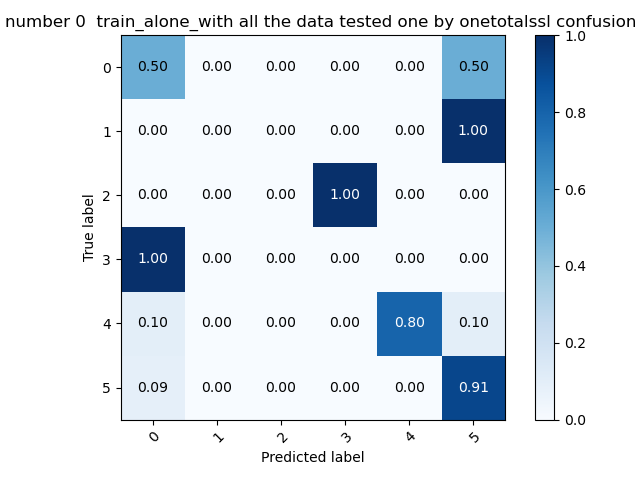 number 0  train_alone_with all the data tested one by onetotalssl confusion
1.0
0 0.50 0.00 0.00 0.00 0.00 0.50
1 0.00 0.00 0.00 0.00 0.00 1.00
0.8
2 0.00 0.00 0.00 1.00 0.00 0.00
0.6
True label
3 1.00 0.00 0.00 0.00 0.00 0.00
0.4
4 0.10 0.00 0.00 0.00 0.80 0.10
0.2
5 0.09 0.00 0.00 0.00 0.00 0.91
0.0
0 1 2 3 4 5
Predicted label